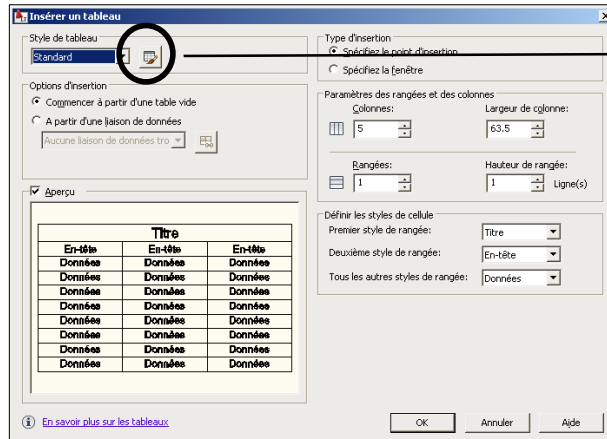 Insérer un tableau
Style de tableau
Standard
Options d'insertion
Commencer à partir d'une table vide
A partir d'une liaison de données
Aucune liaison de données tro
Aperçu
Titre
En-tête En-tête En-tête
Données Données Données
Données Données Données
Données Données Données
Données Données Données
Données Données Données
Données Données Données
Données Données Données
Données Données Données
Type d'insertion
Spécifiez le point d'insertion
Spécifiez la fenêtre
Paramètres des rangées et des colonnes
Colonnes: Largeur de colonne:
5 63.5
Rangées: Hauteur de rangée:
1 1 Ligne(s)
Définir les styles de cellule
Premier style de rangée: Titre
Deuxième style de rangée: En-tête
Tous les autres styles de rangée: Données
En savoir plus sur les tableaux
OK Annuler Aide